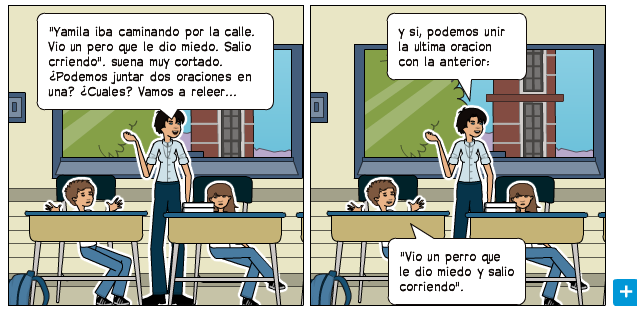 "Yamila iba caminando por la calle.
Vio un pero que le dio miedo. Salio
crriendo". suena muy cortado.
¿Podemos juntar dos oraciones en
una? ¿Cuales? Vamos a releer...
y si, podemos unir
la ultima oracion
con la anterior:
"Vio un perro que
le dio miedo y salio
corriendo".